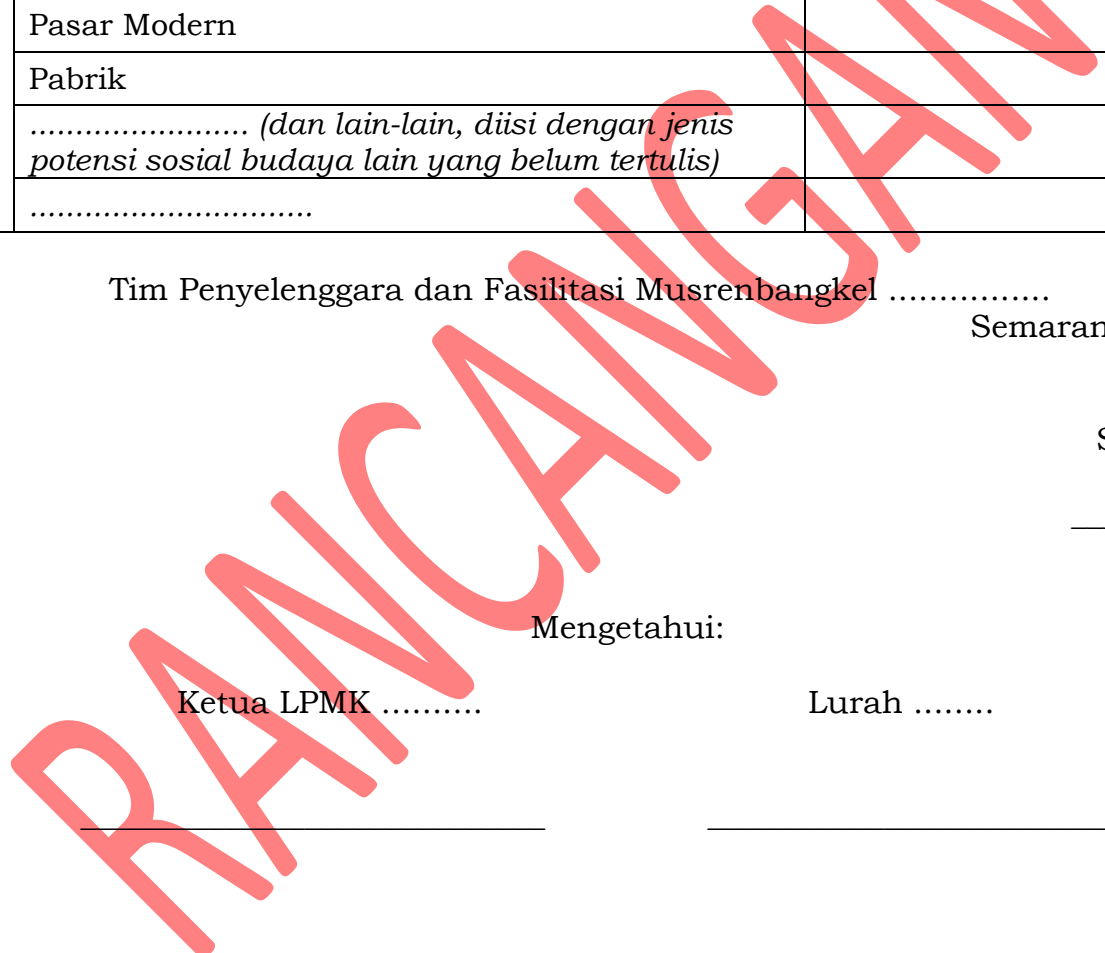 Pasar Modern
Pabrik
........................ (dan lain-lain, diisi dengan jenis
potensi sosial budaya lain yang belum tertulis)
...............................
Tim Penyelenggara dan Fasilitasi Musrenbangkel ................
Semaran
S
Mengetahui:
Ketua LPMK .......... Lurah ........
RANCANGAN